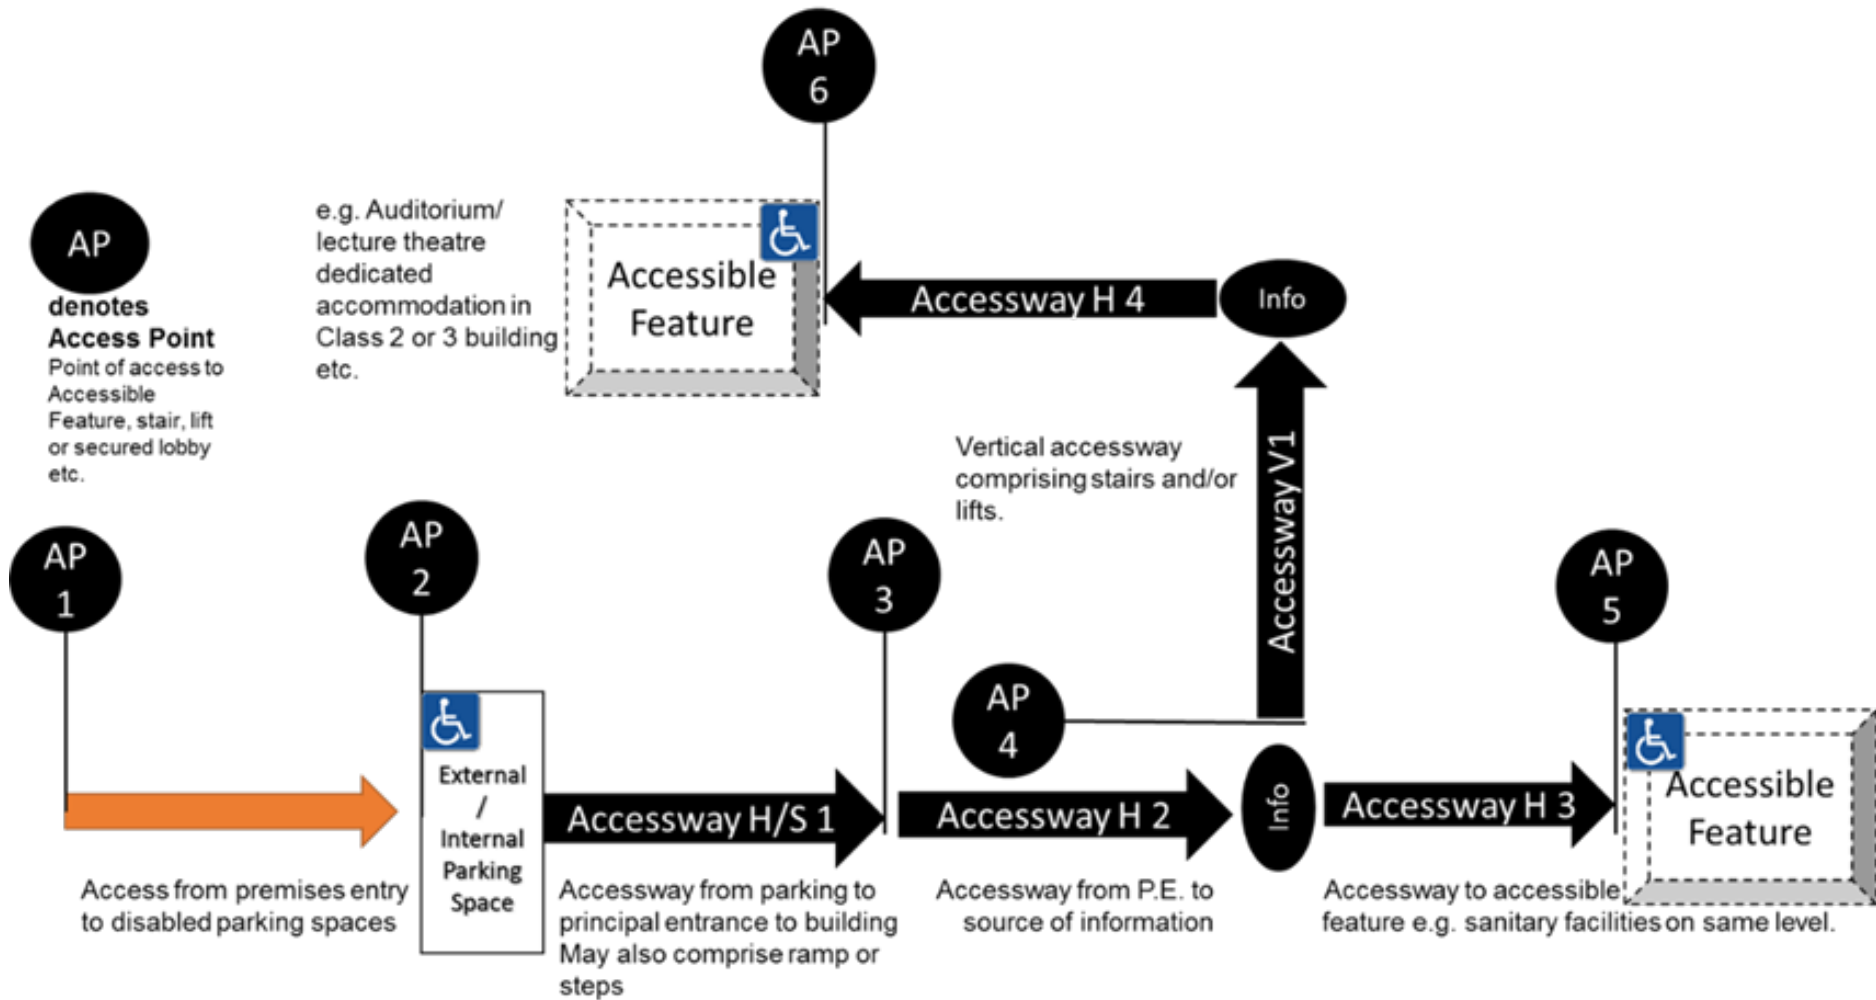 AP
6
AP
denotes
Access Point
Point of access to
Accessible
Feature, stair, lift
or secured lobby
etc.
e.g. Auditorium/
lecture theatre
dedicated
accommodation in
Class 2 or 3 building
etc.
Accessible
Feature
Accessway H 4
Info
Vertical accessway
comprising stairs and/or
lifts.
Accessway V1
AP
1
AP
2
AP
3
AP
4
AP
5
External
/
Internal
Parking
Space
Accessway H/S 1
Accessway H 2
Info
Accessway H 3
Accessible
Feature
Access from premises entry
to disabled parking spaces
Accessway from parking to
principal entrance to building
May also comprise ramp or
steps
Accessway from P.E. to
source of information
Accessway to accessible
feature e.g. sanitary facilities on same level.